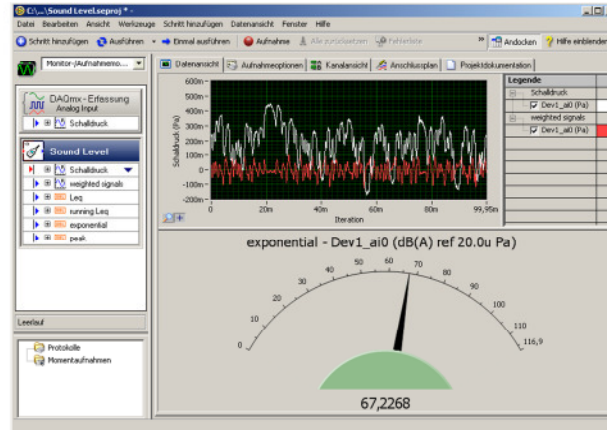 C:\...\Sound Level.seproj * -
Datei Bearbeiten Ansicht Werkzeuge Schritt hinzufügen Datenansicht Fenster Hilfe
Schritt hinzufügen Ausführen Einmal ausführen Aufnahme Alle zurücksetzen Fehlerliste » Andocken Hilfe einblenden
Monitor-/Aufnahmemo...
Datenansicht Aufnahmeoptionen Kanalansicht Anschlussplan Projektdokumentation
DAQmx - Erfassung
Analog Input
Schalldruck
Sound Level
Schalldruck
weighted signals
Leq
running Leq
exponential
peak
Leerlauf
Protokolle
Momentaufnahmen
Schalldruck (Pa)
600m
500m
400m
300m
200m
100m
0
-100m
-200m
0 20m 40m 60m 80m 99,95m
Iteration
Legende
Schalldruck
Dev1_ai0 (Pa)
weighted signals
Dev1_ai0 (Pa)
exponential - Dev1_ai0 (dB(A) ref 20.0u Pa)
0 10 20 30 40 50 60 70 80 90 100 110 116,9
67,2268